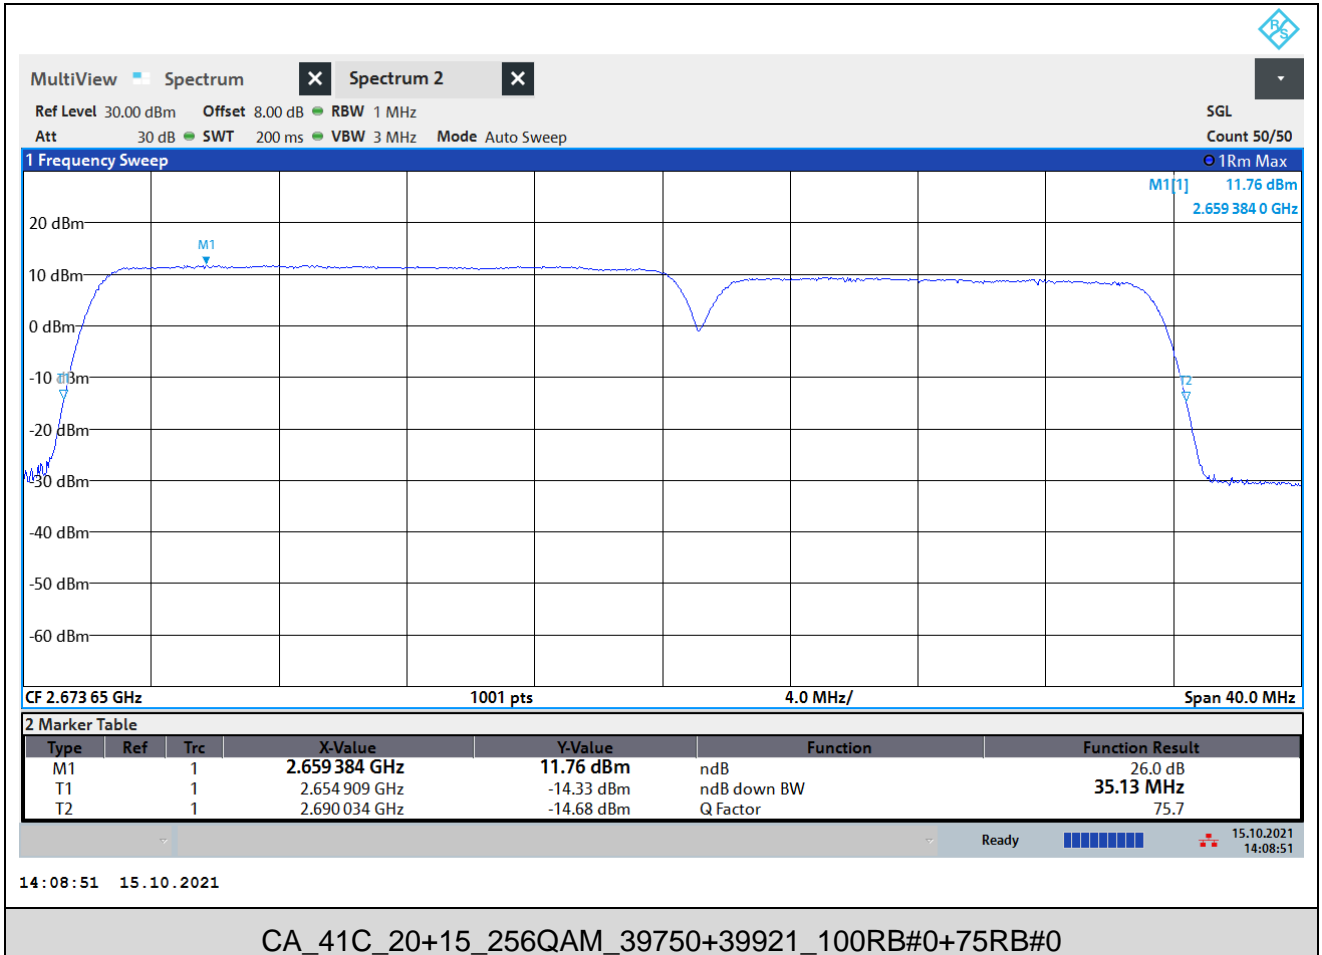 R&S
MultiView Spectrum Spectrum 2
Ref Level 30.00 dBm Offset 8.00 dB RBW 1 MHz SGL
Att 30 dB SWT 200 ms VBW 3 MHz Mode Auto Sweep Count 50/50
1 Frequency Sweep 1Rm Max
M1[1] 11.76 dBm
2.659 384 0 GHz
20 dBm
M1
10 dBm
0 dBm
-10 dBm T1 T2
-20 dBm
-30 dBm
-40 dBm
-50 dBm
-60 dBm
CF 2.673 65 GHz 1001 pts 4.0 MHz/ Span 40.0 MHz
2 Marker Table
Type Ref Trc X-Value Y-Value Function Function Result
M1 1 2.659 384 GHz 11.76 dBm ndB 26.0 dB
T1 1 2.654 909 GHz -14.33 dBm ndB down BW 35.13 MHz
T2 1 2.690 034 GHz -14.68 dBm Q Factor 75.7
Ready 15.10.2021
14:08:51
14:08:51 15.10.2021
CA_41C_20+15_256QAM_39750+39921_100RB#0+75RB#0